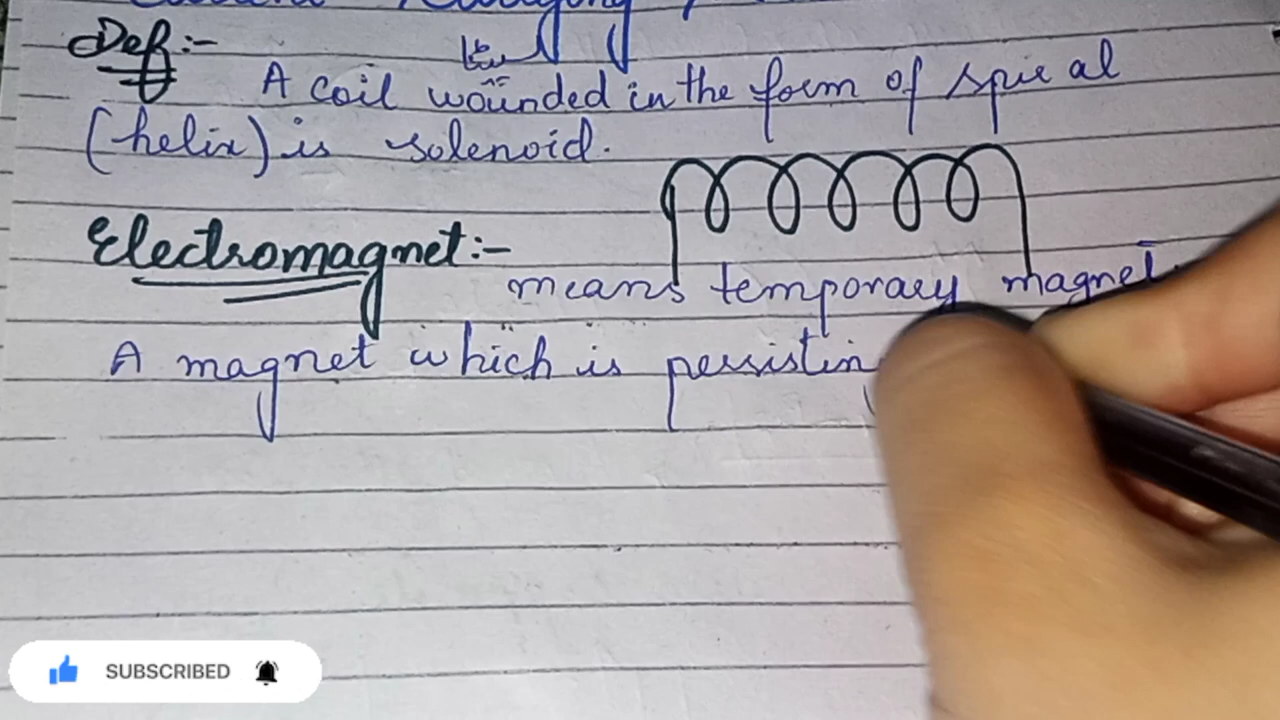 Def:-
A coil wounded in the form of spiral
(helix) is solenoid.
Electromagnet:-
means temporary magnet
A magnet which is persistin
SUBSCRIBED